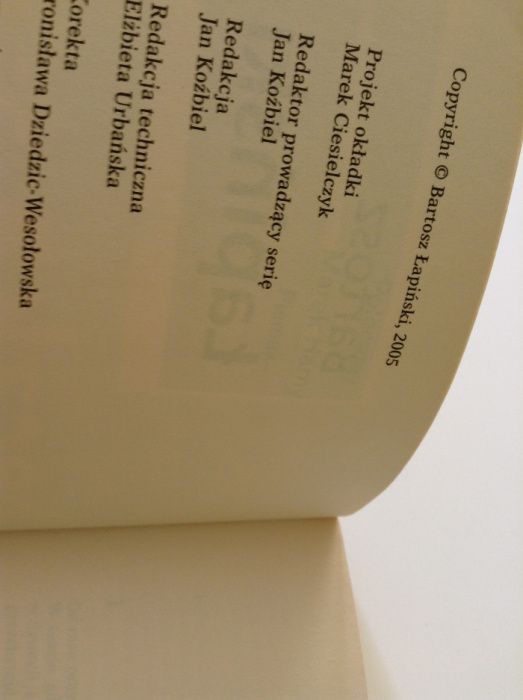 Copyright © Bartosz Łapiński, 2005
Projekt okładki
Marek Ciesielczyk
Redaktor prowadzący serię
Jan Koźbiel
Redakcja
Jan Koźbiel
Redakcja techniczna
Elżbieta Urbańska
Korekta
ronisława Dziedzic-Wesołowska